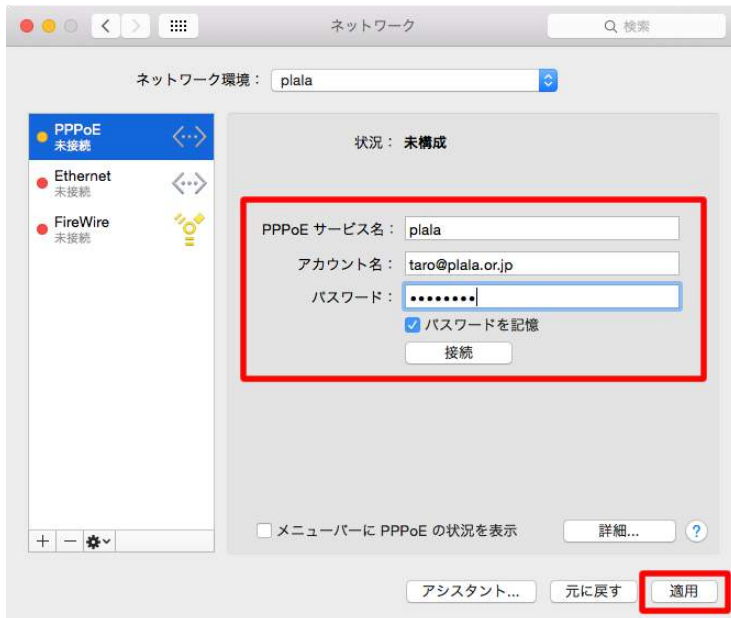 ネットワーク
検索
ネットワーク環境： plala
PPPoE
未接続
Ethernet
未接続
FireWire
未接続
状況： 未構成
PPPoE サービス名： plala
アカウント名： taro@plala.or.jp
パスワード： ••••••••
パスワードを記憶
接続
メニューバーに PPPoE の状況を表示
詳細...
?
アシスタント...
元に戻す
適用